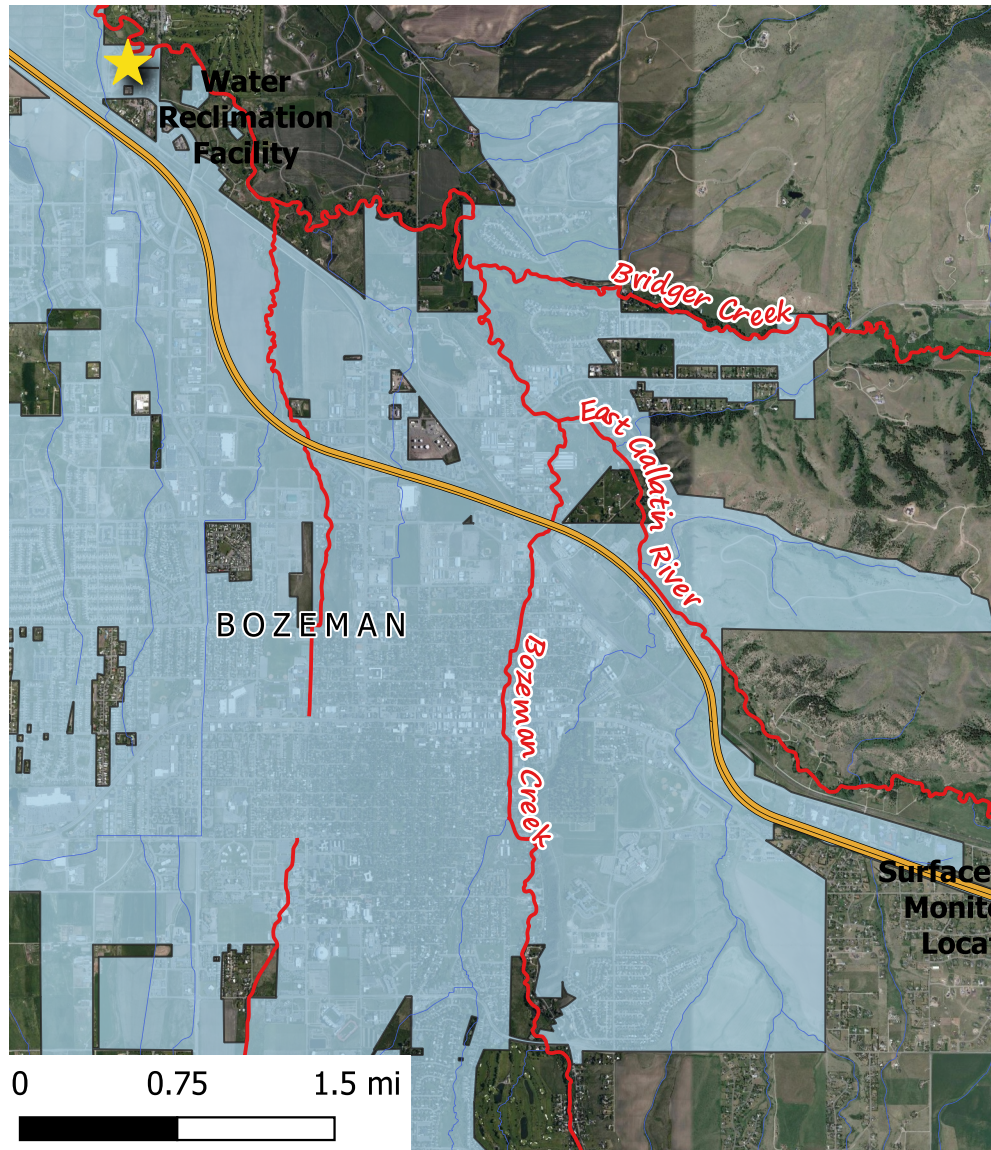 Water
Reclimation
Facility
Bridger Creek
East Gallatin River
BOZEMAN
Bozeman Creek
Surface
Monit
Loca
0 0.75 1.5 mi